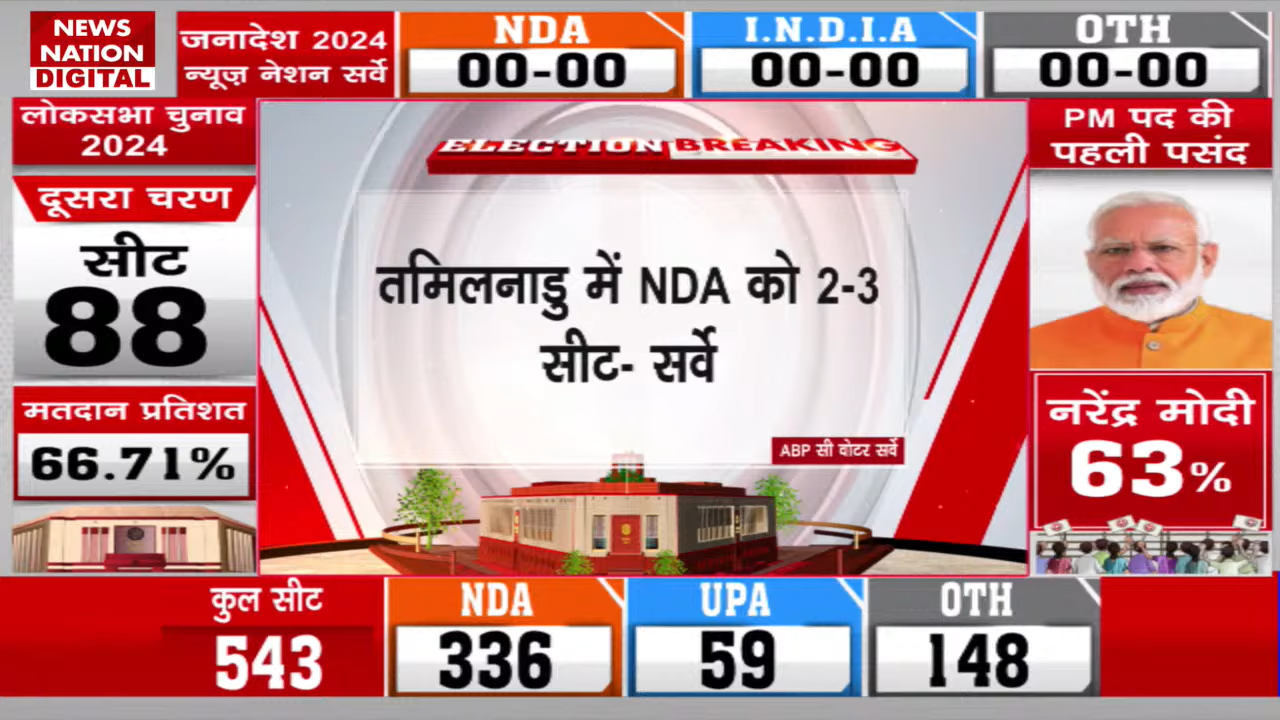 NEWS
NATION
DIGITAL
जनादेश 2024
न्यूज़ नेशन सर्वे
NDA
00-00
I.N.D.I.A
00-00
OTH
00-00
लोकसभा चुनाव
2024
दूसरा चरण
सीट
88
मतदान प्रतिशत
66.71%
ELECTION BREAKING
तमिलनाडु में NDA को 2-3
सीट- सर्वे
ABP सी वोटर सर्वे
PM पद की
पहली पसंद
नरेंद्र मोदी
63%
कुल सीट
543
NDA
336
UPA
59
OTH
148